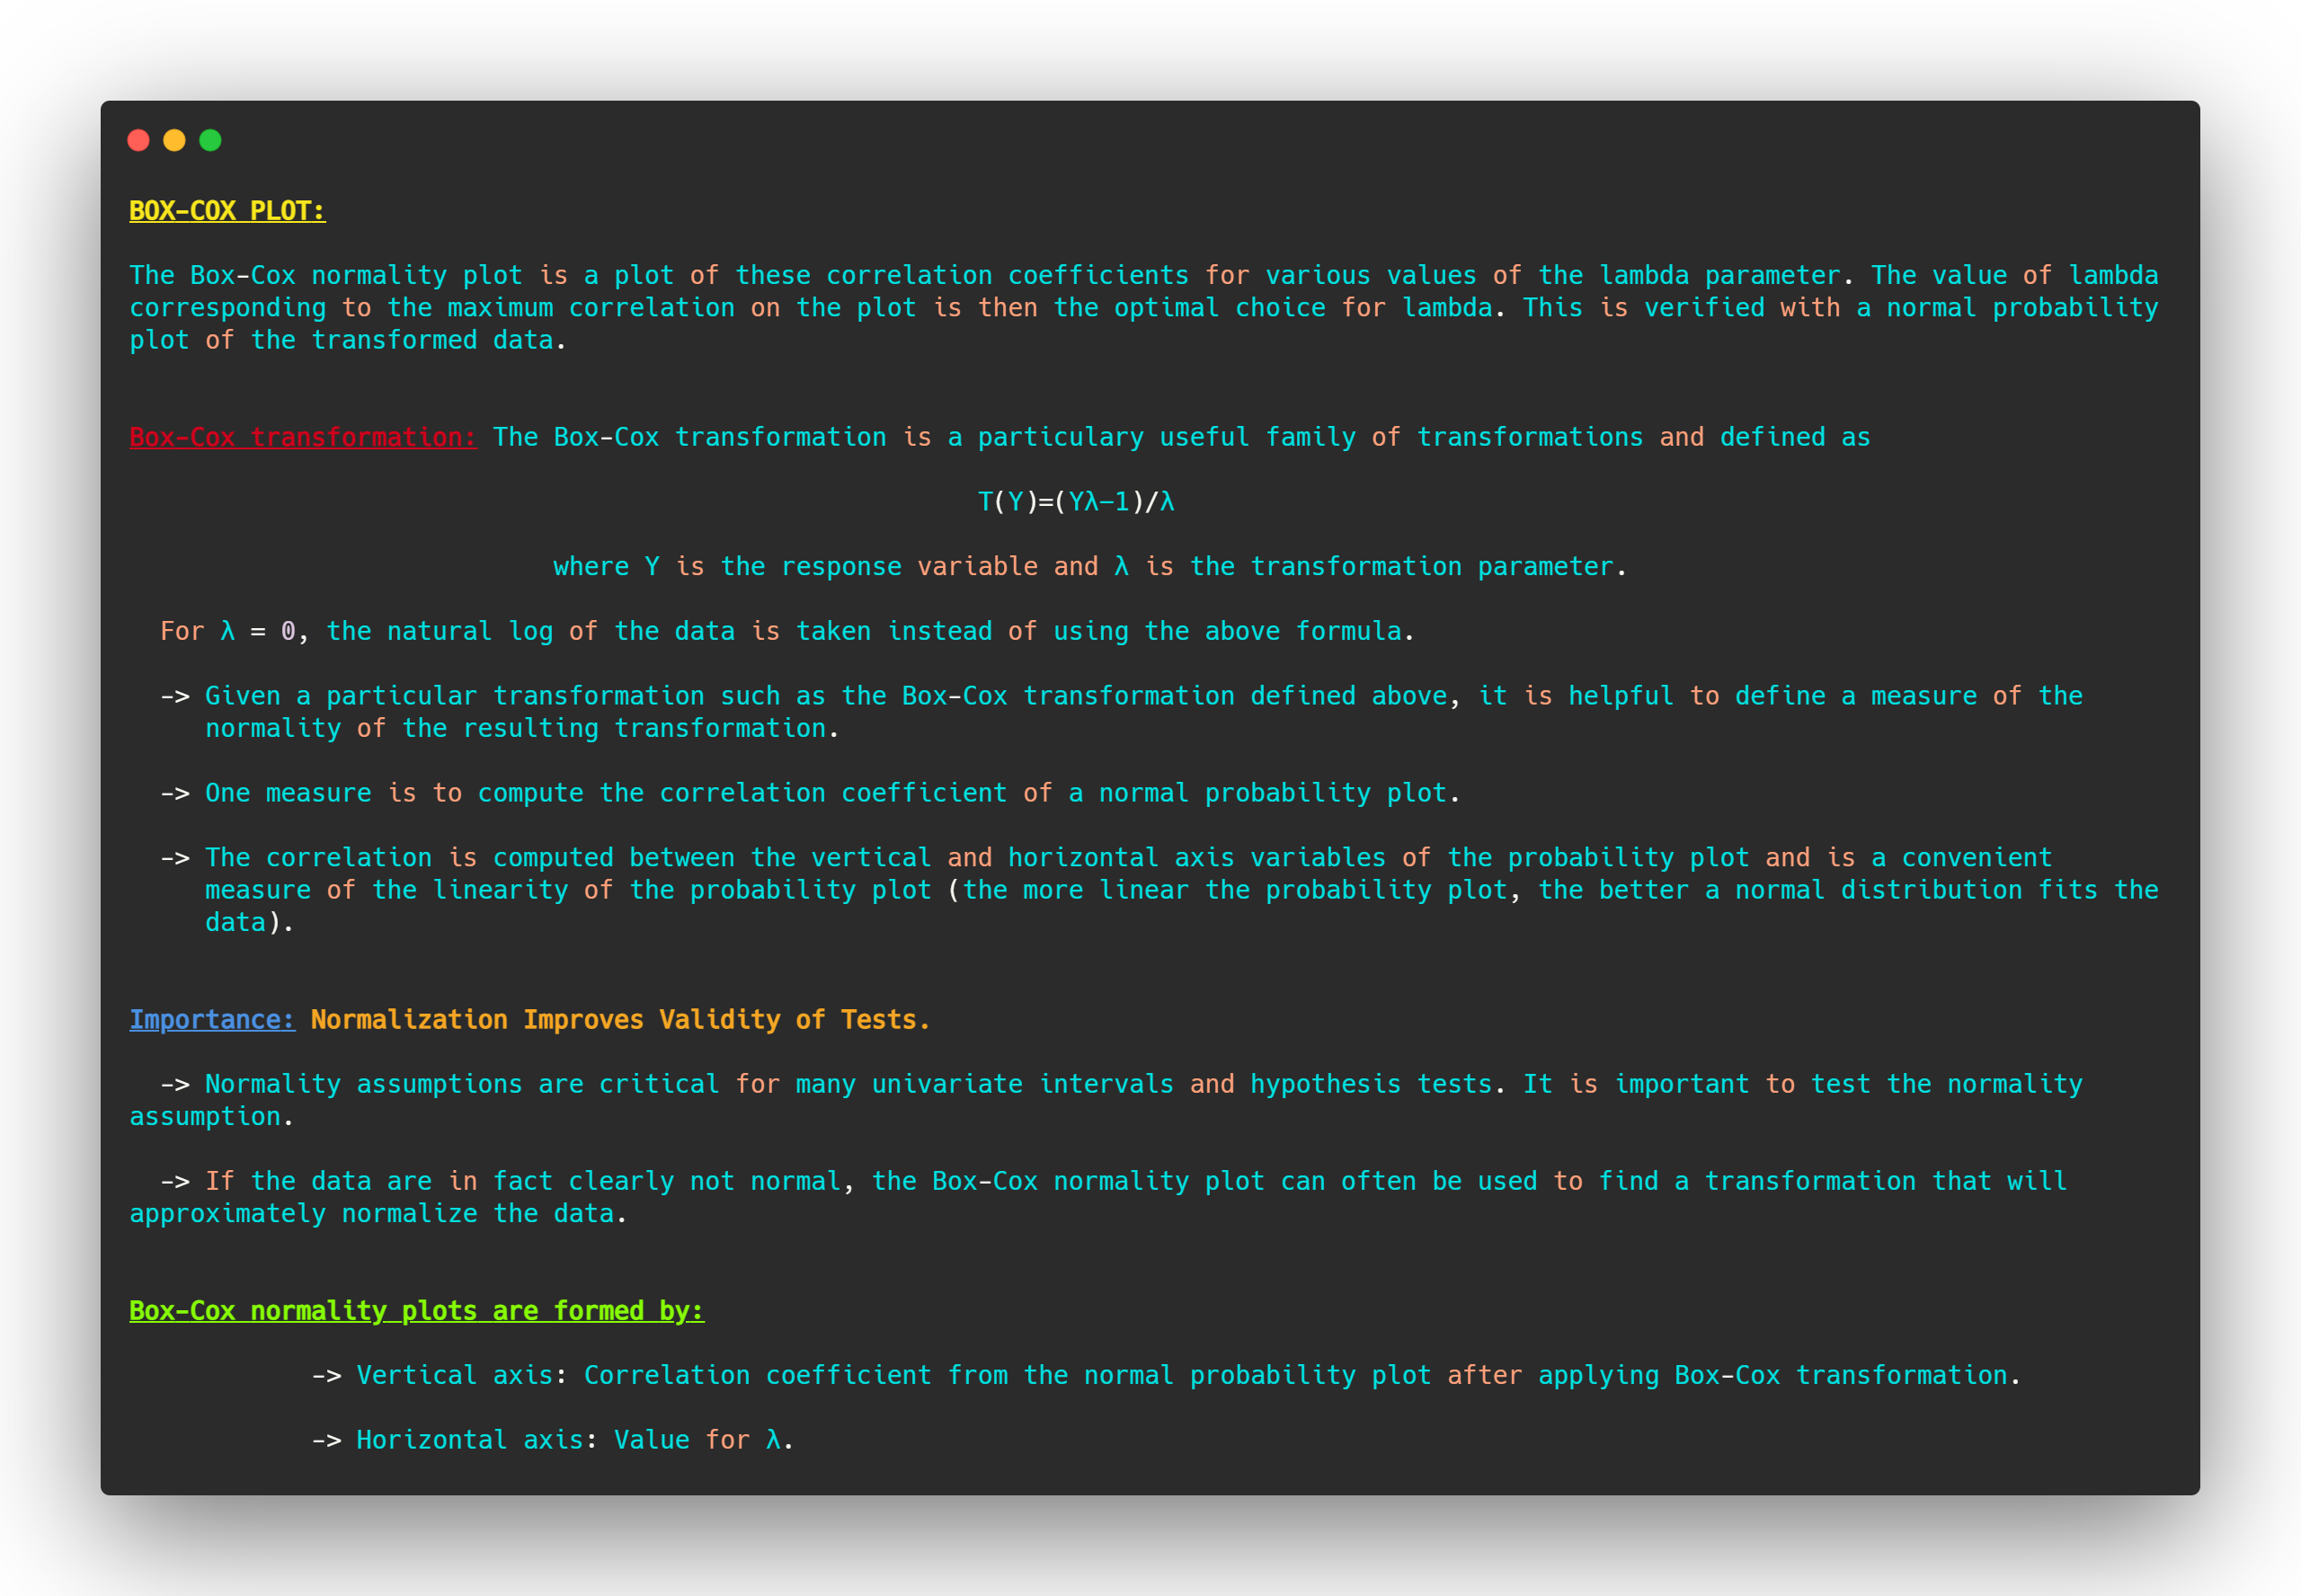 BOX-COX PLOT:
The Box-Cox normality plot is a plot of these correlation coefficients for various values of the lambda parameter. The value of lambda
corresponding to the maximum correlation on the plot is then the optimal choice for lambda. This is verified with a normal probability
plot of the transformed data.
Box-Cox transformation: The Box-Cox transformation is a particulary useful family of transformations and defined as
T(Y)=(Yλ−1)/λ
where Y is the response variable and λ is the transformation parameter.
For λ = 0, the natural log of the data is taken instead of using the above formula.
-> Given a particular transformation such as the Box-Cox transformation defined above, it is helpful to define a measure of the
normality of the resulting transformation.
-> One measure is to compute the correlation coefficient of a normal probability plot.
-> The correlation is computed between the vertical and horizontal axis variables of the probability plot and is a convenient
measure of the linearity of the probability plot (the more linear the probability plot, the better a normal distribution fits the
data).
Importance: Normalization Improves Validity of Tests.
-> Normality assumptions are critical for many univariate intervals and hypothesis tests. It is important to test the normality
assumption.
-> If the data are in fact clearly not normal, the Box-Cox normality plot can often be used to find a transformation that will
approximately normalize the data.
Box-Cox normality plots are formed by:
-> Vertical axis: Correlation coefficient from the normal probability plot after applying Box-Cox transformation.
-> Horizontal axis: Value for λ.